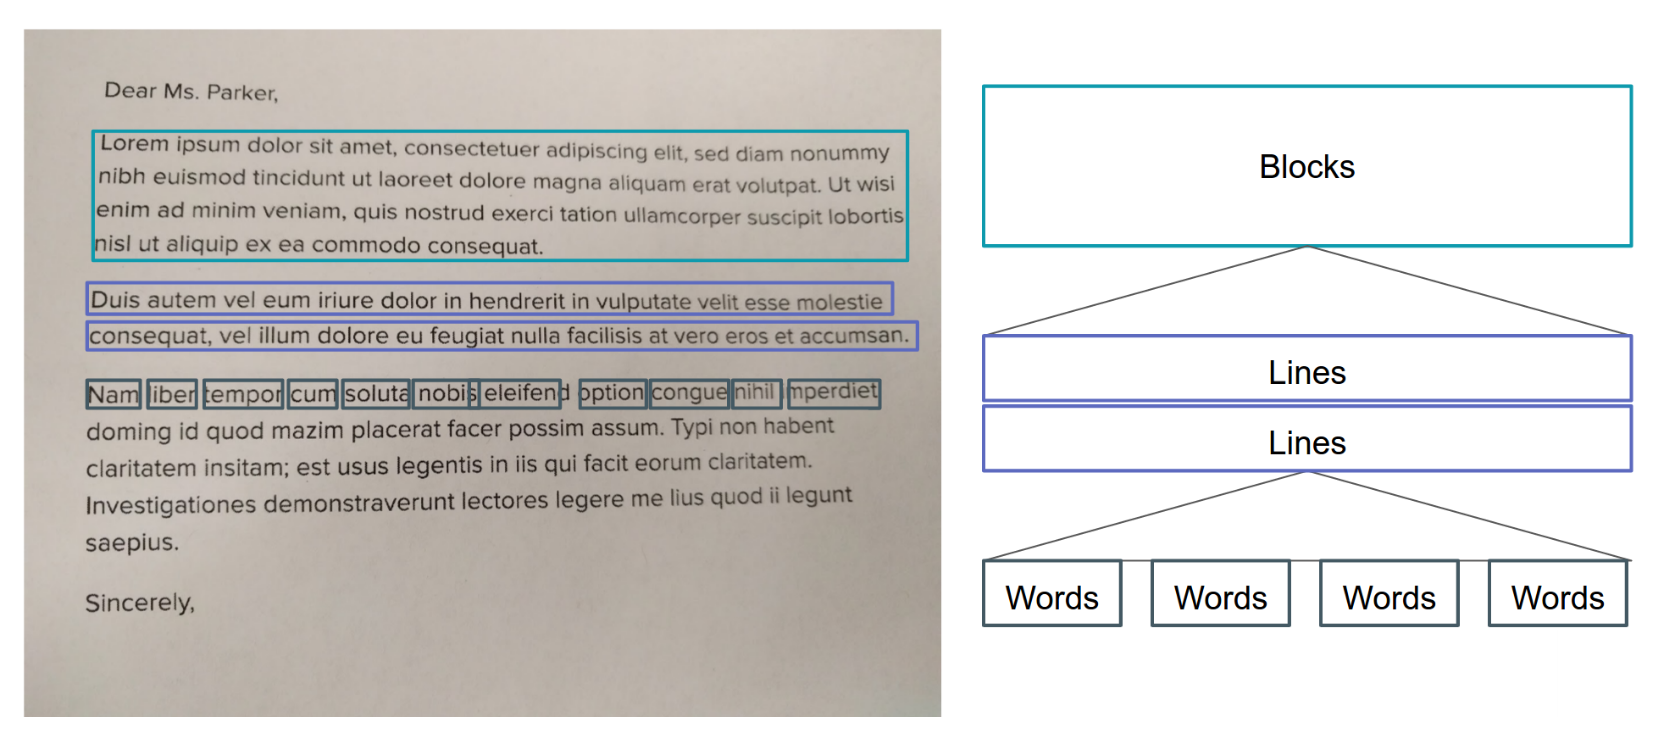 Dear Ms. Parker,
Lorem ipsum dolor sit amet, consectetuer adipiscing elit, sed diam nonummy
nibh euismod tincidunt ut laoreet dolore magna aliquam erat volutpat. Ut wisi
enim ad minim veniam, quis nostrud exerci tation ullamcorper suscipit lobortis
nisl ut aliquip ex ea commodo consequat.
Duis autem vel eum iriure dolor in hendrerit in vulputate velit esse molestie
consequat, vel illum dolore eu feugiat nulla facilisis at vero eros et accumsan.
Nam liber tempor cum soluta nobis eleifend option congue nihil imperdiet
doming id quod mazim placerat facer possim assum. Typi non habent
claritatem insitam; est usus legentis in iis qui facit eorum claritatem.
Investigationes demonstraverunt lectores legere me lius quod ii legunt
saepius.
Sincerely,
Blocks
Lines
Lines
Words Words Words Words